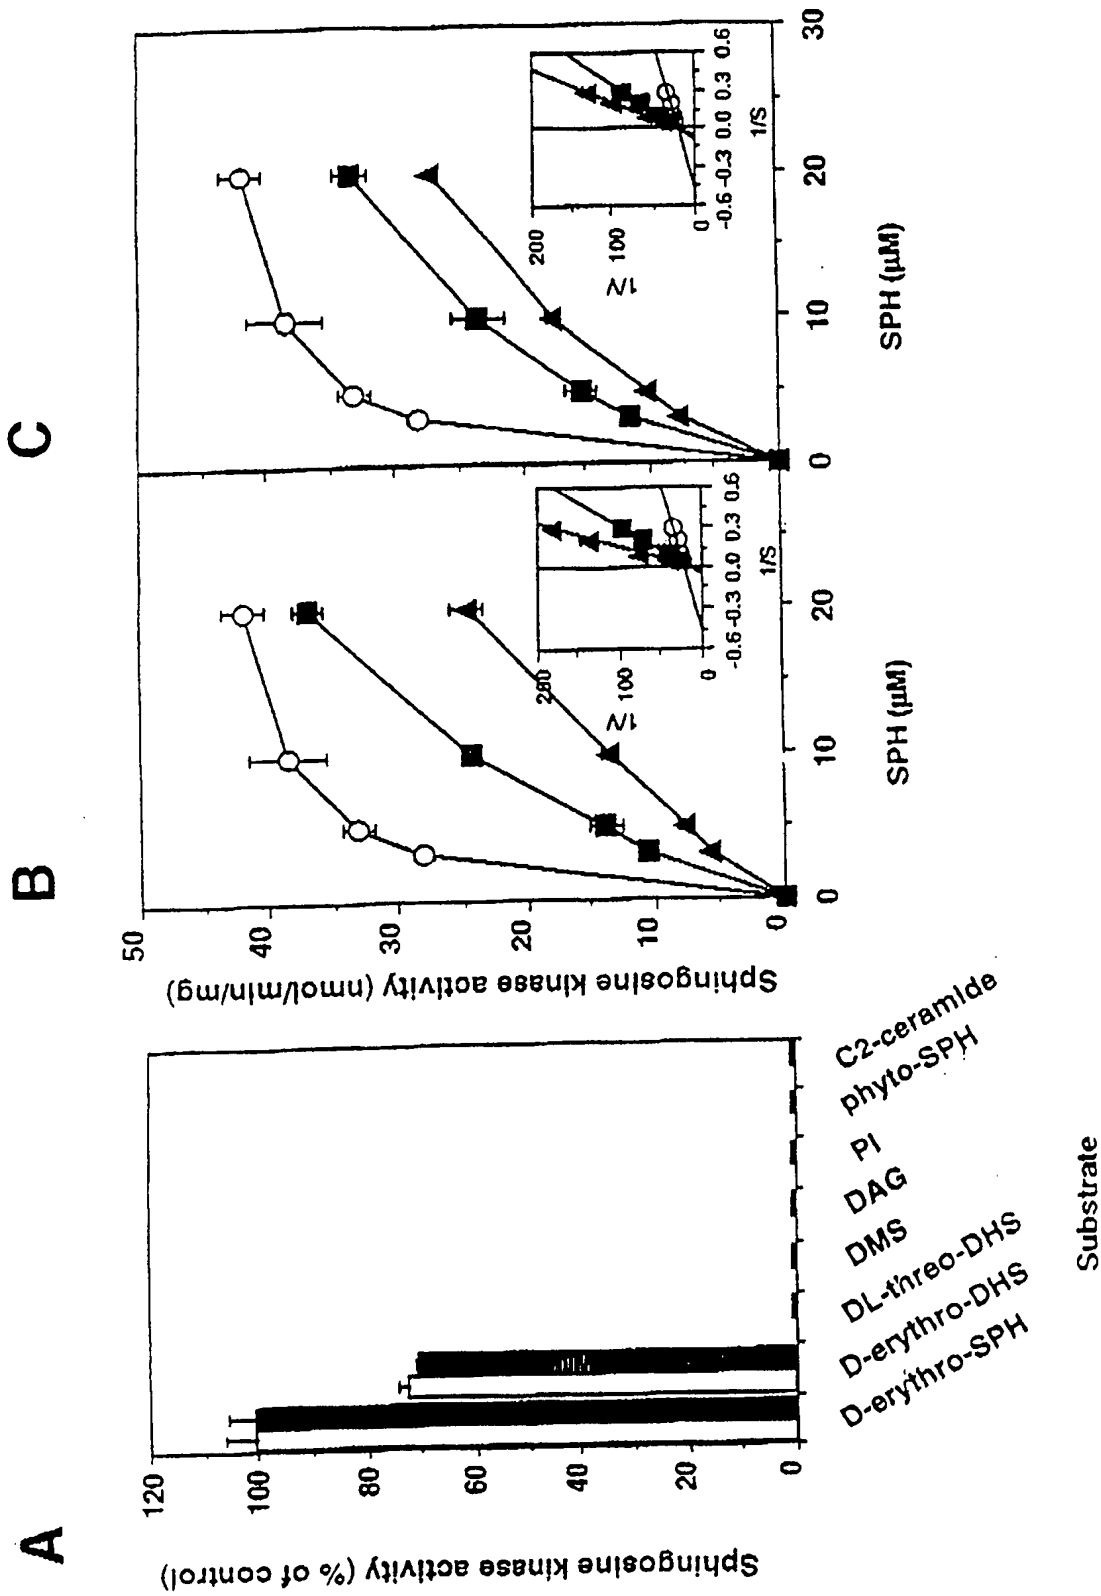 A
Sphingosine kinase activity (% of control)
120
100
80
60
40
20
0
D-erythro-SPH
D-erythro-DHS
DL-threo-DHS
DMS
DAG
PI
phyto-SPH
C2-ceramide
Substrate
B
Sphingosine kinase activity (nmol/min/mg)
50
40
30
20
10
0
0
10
20
SPH (µM)
1/V
200
100
0
-0.6 -0.3 0.0 0.3 0.6
1/S
C
0
10
20
30
SPH (µM)
1/V
200
100
0
-0.6 -0.3 0.0 0.3 0.6
1/S